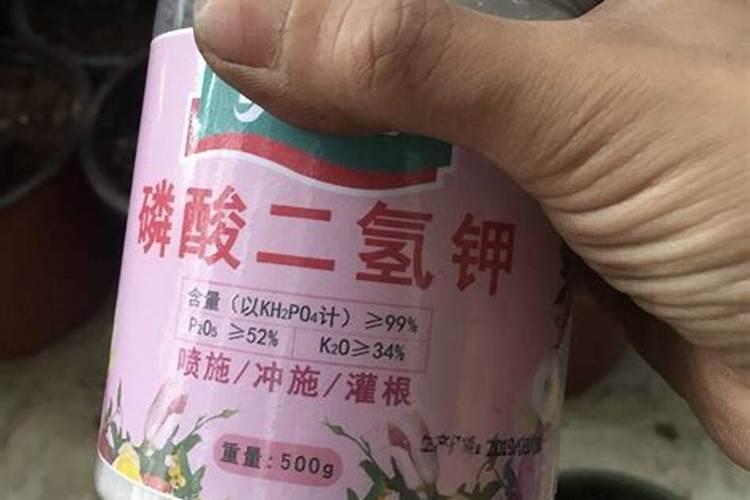 磷酸二氢钾
含量（以KH₂PO₄计）≥99%
P₂O₅ ≥52% K₂O≥34%
喷施/冲施/灌根
重量：500g